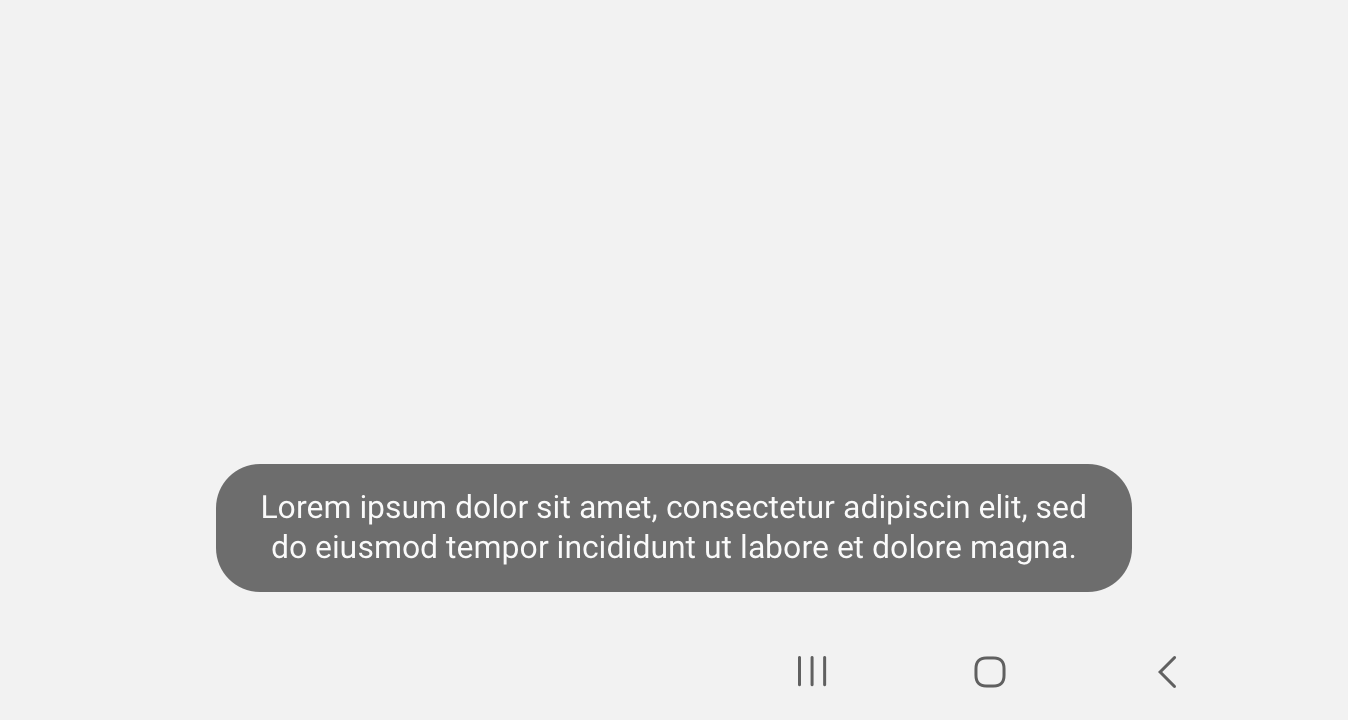 Lorem ipsum dolor sit amet, consectetur adipiscin elit, sed
do eiusmod tempor incididunt ut labore et dolore magna.